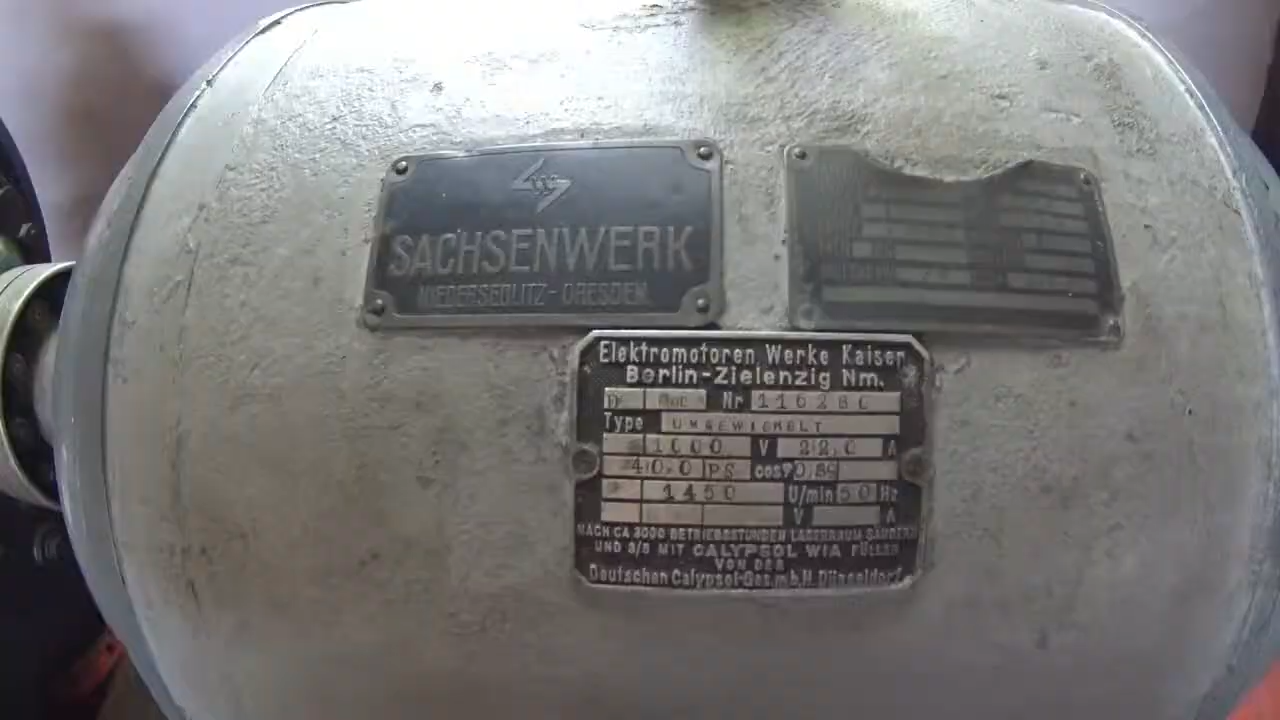 SACHSENWERK
NIEDERSEDLITZ-DRESDEN.
Elektromotoren Werke Kaiser
Berlin-Zielenzig Nm.
D Nr 116280
Type UMGEWICKELT
1000 V 22,0 A
40,0 PS cosφ 0,86
1450 U/min 50 Hr
V A
NACH CA 3000 BETRIEBSSTUNDEN LAGERRAUM SÄUBERN
UND 2/3 MIT CALYPSOL WIA FÜLLEN
VON DER
Deutschen Calypsol-Ges.m.b.H. Düsseldorf